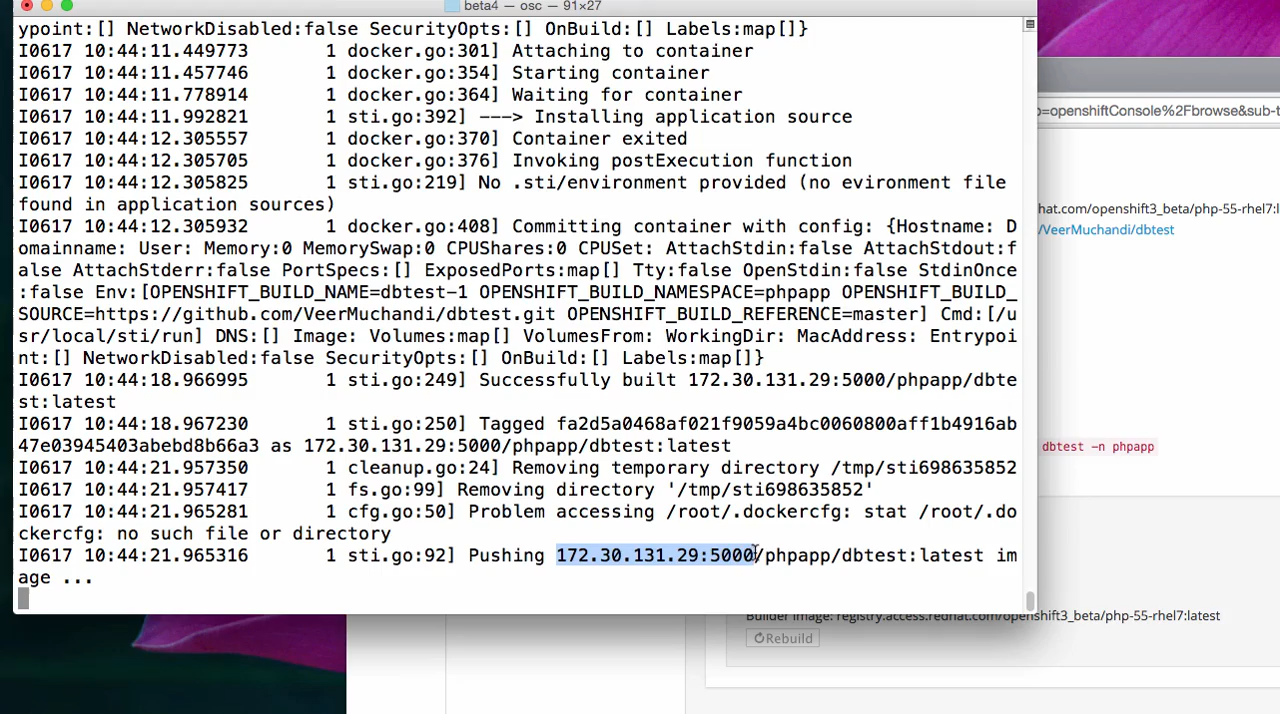 beta4 — osc — 91×27
ypoint:[] NetworkDisabled:false SecurityOpts:[] OnBuild:[] Labels:map[]}
I0617 10:44:11.449773       1 docker.go:301] Attaching to container
I0617 10:44:11.457746       1 docker.go:354] Starting container
I0617 10:44:11.778914       1 docker.go:364] Waiting for container
I0617 10:44:11.992821       1 sti.go:392] ---> Installing application source
I0617 10:44:12.305557       1 docker.go:370] Container exited
I0617 10:44:12.305705       1 docker.go:376] Invoking postExecution function
I0617 10:44:12.305825       1 sti.go:219] No .sti/environment provided (no evironment file
found in application sources)
I0617 10:44:12.305932       1 docker.go:408] Committing container with config: {Hostname: D
omainname: User: Memory:0 MemorySwap:0 CPUShares:0 CPUSet: AttachStdin:false AttachStdout:f
alse AttachStderr:false PortSpecs:[] ExposedPorts:map[] Tty:false OpenStdin:false StdinOnce
:false Env:[OPENSHIFT_BUILD_NAME=dbtest-1 OPENSHIFT_BUILD_NAMESPACE=phpapp OPENSHIFT_BUILD_
SOURCE=https://github.com/VeerMuchandi/dbtest.git OPENSHIFT_BUILD_REFERENCE=master] Cmd:[/u
sr/local/sti/run] DNS:[] Image: Volumes:map[] VolumesFrom: WorkingDir: MacAddress: Entrypoi
nt:[] NetworkDisabled:false SecurityOpts:[] OnBuild:[] Labels:map[]}
I0617 10:44:18.966995       1 sti.go:249] Successfully built 172.30.131.29:5000/phpapp/dbte
st:latest
I0617 10:44:18.967230       1 sti.go:250] Tagged fa2d5a0468af021f9059a4bc0060800aff1b4916ab
47e03945403abebd8b66a3 as 172.30.131.29:5000/phpapp/dbtest:latest
I0617 10:44:21.957350       1 cleanup.go:24] Removing temporary directory /tmp/sti698635852
I0617 10:44:21.957417       1 fs.go:99] Removing directory '/tmp/sti698635852'
I0617 10:44:21.965281       1 cfg.go:50] Problem accessing /root/.dockercfg: stat /root/.do
ckercfg: no such file or directory
I0617 10:44:21.965316       1 sti.go:92] Pushing 172.30.131.29:5000/phpapp/dbtest:latest im
age ...
o=openshiftConsole%2Fbrowse&sub-t
hat.com/openshift3_beta/php-55-rhel7:l
/VeerMuchandi/dbtest
dbtest -n phpapp
Builder image: registry.access.redhat.com/openshift3_beta/php-55-rhel7:latest
Rebuild